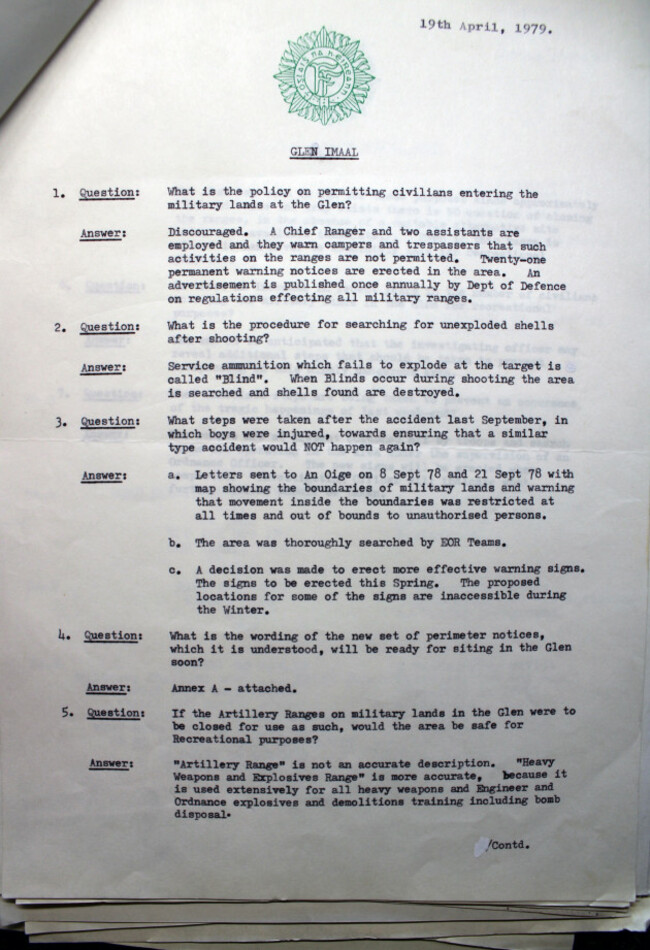 19th April, 1979.
GLEN IMAAL
1. Question: What is the policy on permitting civilians entering the
military lands at the Glen?
Answer: Discouraged. A Chief Ranger and two assistants are
employed and they warn campers and trespassers that such
activities on the ranges are not permitted. Twenty-one
permanent warning notices are erected in the area. An
advertisement is published once annually by Dept of Defence
on regulations effecting all military ranges.
2. Question: What is the procedure for searching for unexploded shells
after shooting?
Answer: Service ammunition which fails to explode at the target is
called "Blind". When Blinds occur during shooting the area
is searched and shells found are destroyed.
3. Question: What steps were taken after the accident last September, in
which boys were injured, towards ensuring that a similar
type accident would NOT happen again?
Answer: a. Letters sent to An Oige on 8 Sept 78 and 21 Sept 78 with
map showing the boundaries of military lands and warning
that movement inside the boundaries was restricted at
all times and out of bounds to unauthorised persons.
b. The area was thoroughly searched by EOR Teams.
c. A decision was made to erect more effective warning signs.
The signs to be erected this Spring. The proposed
locations for some of the signs are inaccessible during
the Winter.
4. Question: What is the wording of the new set of perimeter notices,
which it is understood, will be ready for siting in the Glen
soon?
Answer: Annex A - attached.
5. Question: If the Artillery Ranges on military lands in the Glen were to
be closed for use as such, would the area be safe for
Recreational purposes?
Answer: "Artillery Range" is not an accurate description. "Heavy
Weapons and Explosives Range" is more accurate, because it
is used extensively for all heavy weapons and Engineer and
Ordnance explosives and demolitions training including bomb
disposal.
/Contd.